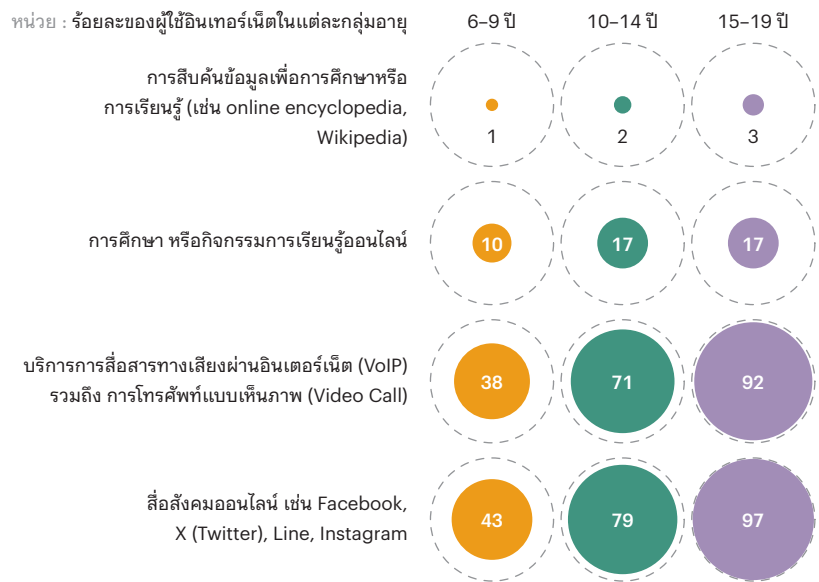 หน่วย : ร้อยละของผู้ใช้อินเทอร์เน็ตในแต่ละกลุ่มอายุ 6–9 ปี 10–14 ปี 15–19 ปี
การสืบค้นข้อมูลเพื่อการศึกษาหรือ
การเรียนรู้ (เช่น online encyclopedia,
Wikipedia)
1 2 3
การศึกษา หรือกิจกรรมการเรียนรู้ออนไลน์ 10 17 17
บริการการสื่อสารทางเสียงผ่านอินเตอร์เน็ต (VoIP)
รวมถึง การโทรศัพท์แบบเห็นภาพ (Video Call)
38 71 92
สื่อสังคมออนไลน์ เช่น Facebook,
X (Twitter), Line, Instagram
43 79 97